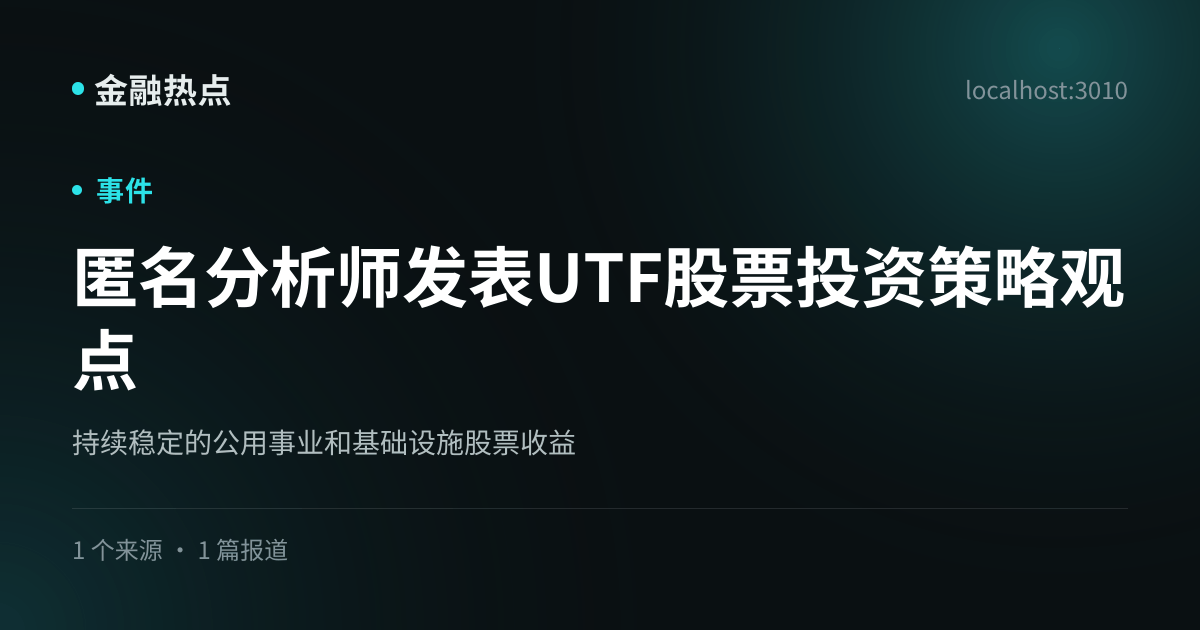 金融热点
localhost:3010
事件
匿名分析师发表UTF股票投资策略观
点
持续稳定的公用事业和基础设施股票收益
1 个来源 • 1 篇报道